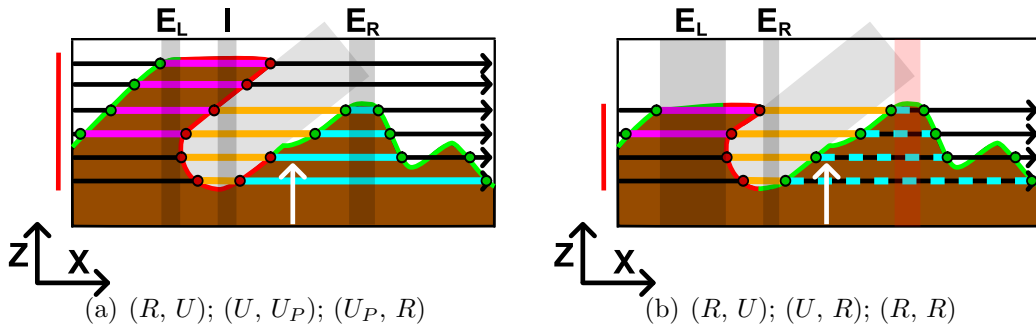 E_L I E_R
E_L E_R
Z X
Z X
(a) (R, U); (U, U_P); (U_P, R)
(b) (R, U); (U, R); (R, R)